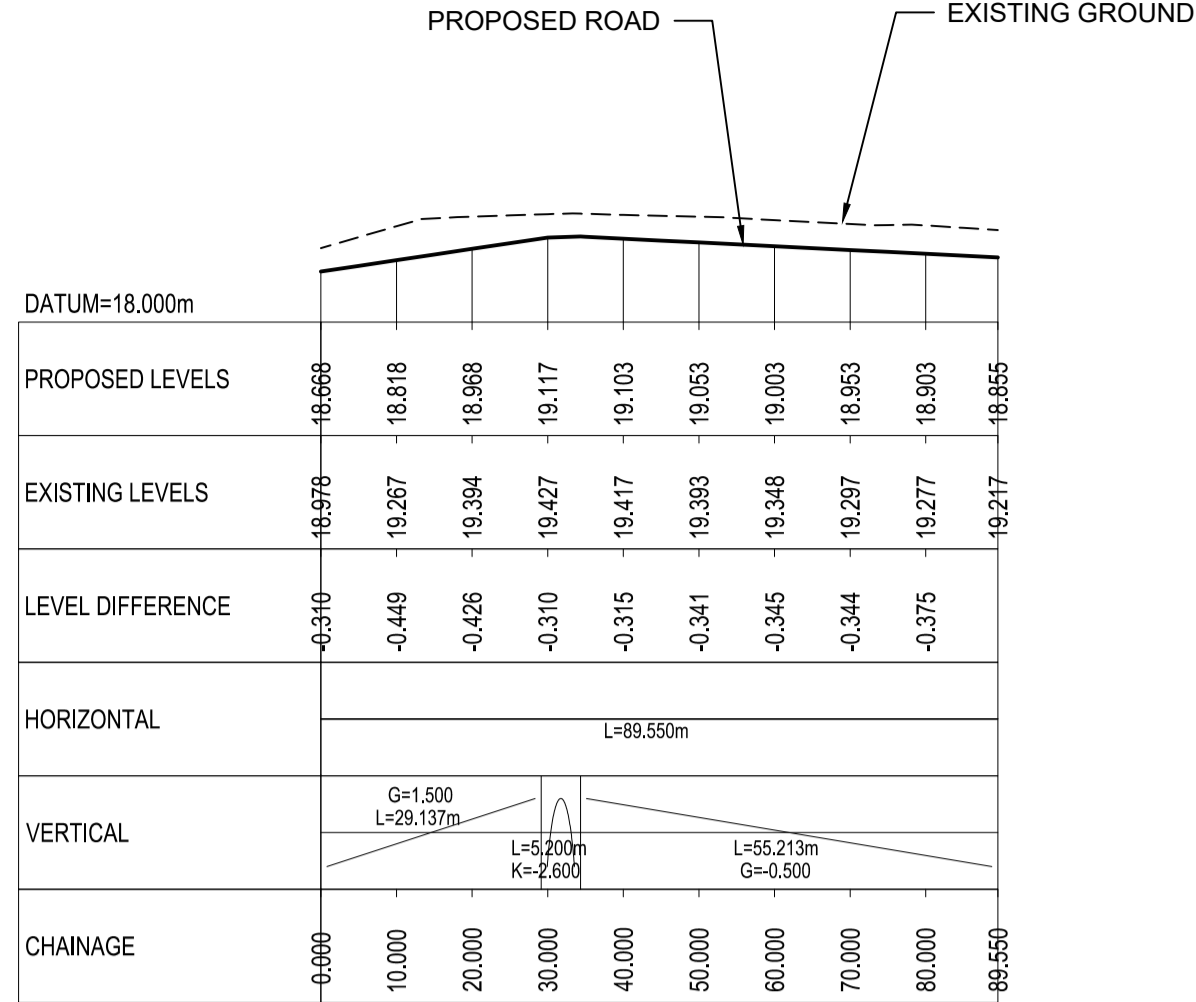 PROPOSED ROAD
EXISTING GROUND
DATUM=18.000m
PROPOSED LEVELS 18.668 18.818 18.968 19.117 19.103 19.053 19.003 18.953 18.903 18.855
EXISTING LEVELS 18.978 19.267 19.394 19.427 19.417 19.393 19.348 19.297 19.277 19.217
LEVEL DIFFERENCE -0.310 -0.449 -0.426 -0.310 -0.315 -0.341 -0.345 -0.344 -0.375
HORIZONTAL
L=89.550m
VERTICAL
G=1.500
L=29.137m
L=5.200m
K=-2.600
L=55.213m
G=-0.500
CHAINAGE 0.000 10.000 20.000 30.000 40.000 50.000 60.000 70.000 80.000 89.550